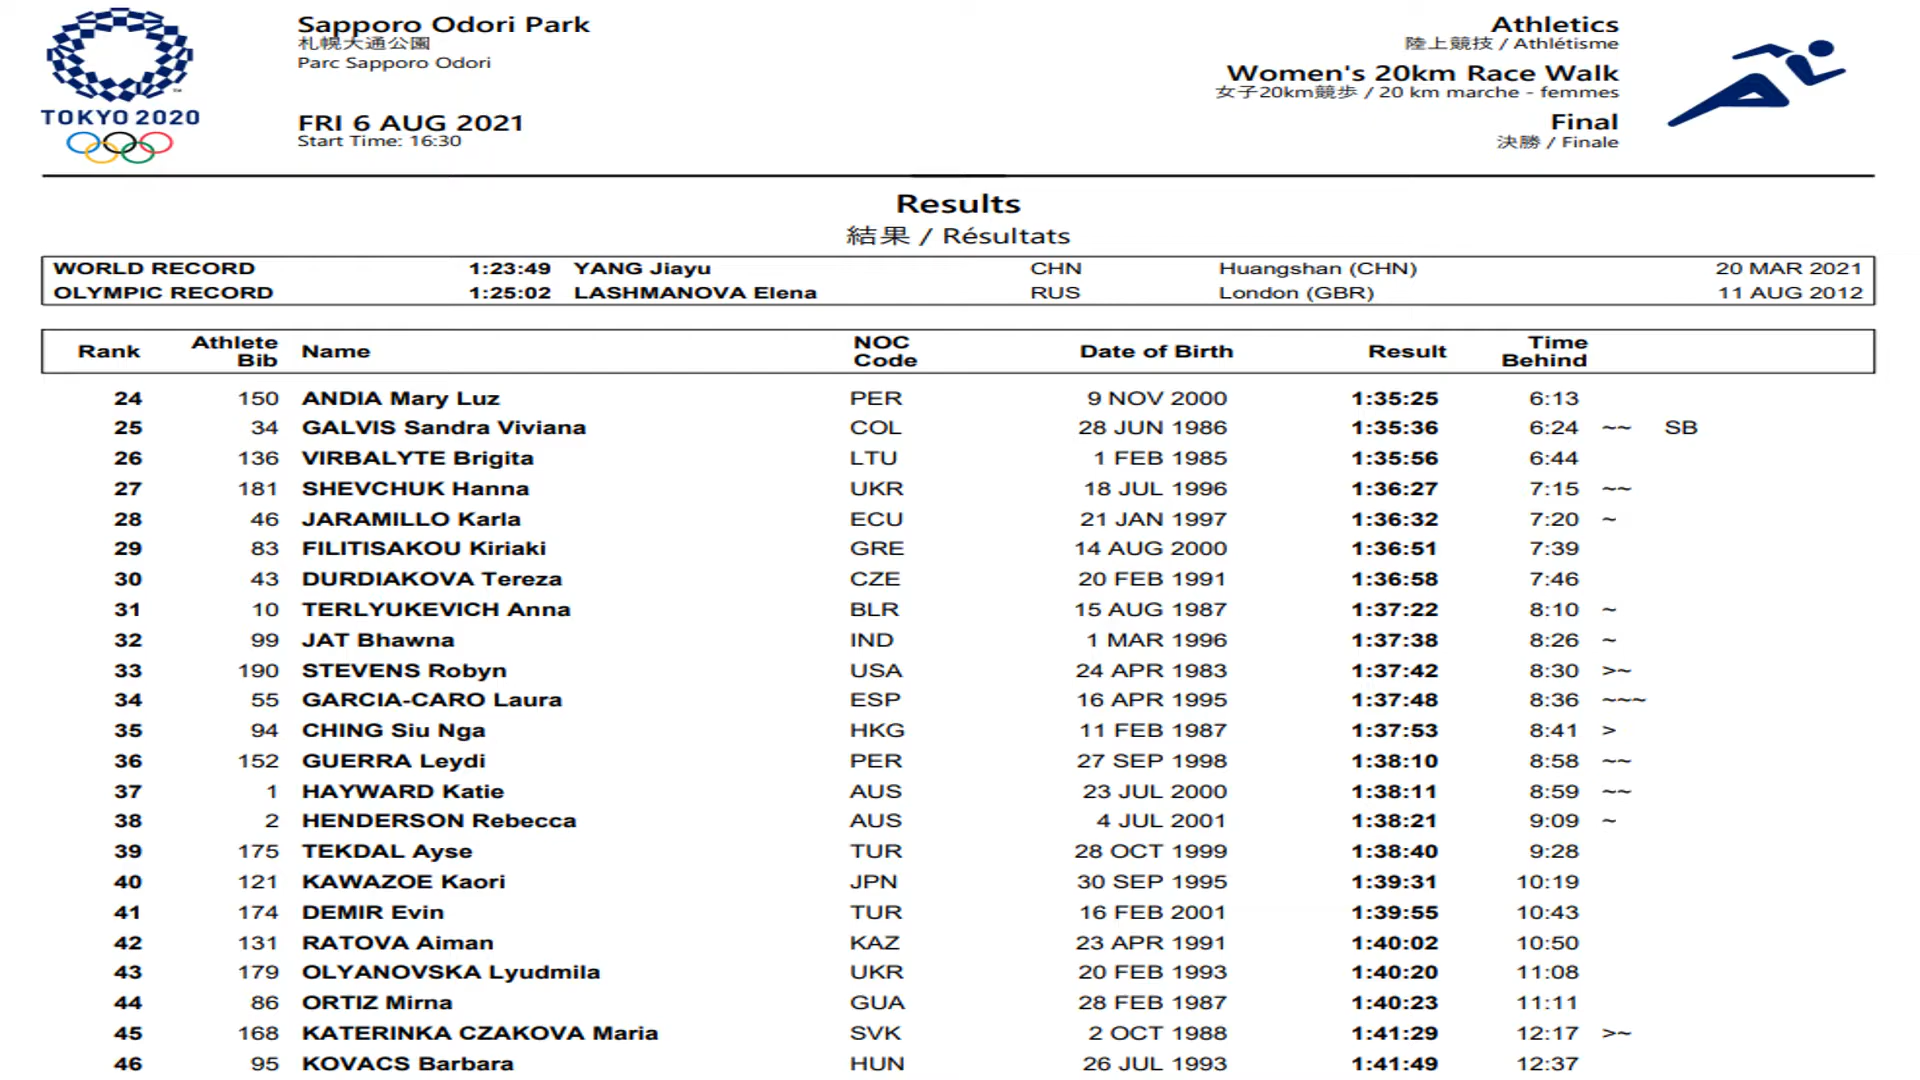 TOKYO 2020
Sapporo Odori Park
札幌大通公園
Parc Sapporo Odori
FRI 6 AUG 2021
Start Time: 16:30
Athletics
陸上競技 / Athlétisme
Women's 20km Race Walk
女子20km競歩 / 20 km marche - femmes
Final
決勝 / Finale
Results
結果 / Résultats
WORLD RECORD 1:23:49 YANG Jiayu CHN Huangshan (CHN) 20 MAR 2021
OLYMPIC RECORD 1:25:02 LASHMANOVA Elena RUS London (GBR) 11 AUG 2012
Rank Athlete Bib Name NOC Code Date of Birth Result Time Behind
24 150 ANDIA Mary Luz PER 9 NOV 2000 1:35:25 6:13
25 34 GALVIS Sandra Viviana COL 28 JUN 1986 1:35:36 6:24 ~~ SB
26 136 VIRBALYTE Brigita LTU 1 FEB 1985 1:35:56 6:44
27 181 SHEVCHUK Hanna UKR 18 JUL 1996 1:36:27 7:15 ~~
28 46 JARAMILLO Karla ECU 21 JAN 1997 1:36:32 7:20 ~
29 83 FILITISAKOU Kiriaki GRE 14 AUG 2000 1:36:51 7:39
30 43 DURDIAKOVA Tereza CZE 20 FEB 1991 1:36:58 7:46
31 10 TERLYUKEVICH Anna BLR 15 AUG 1987 1:37:22 8:10 ~
32 99 JAT Bhawna IND 1 MAR 1996 1:37:38 8:26 ~
33 190 STEVENS Robyn USA 24 APR 1983 1:37:42 8:30 >~
34 55 GARCIA-CARO Laura ESP 16 APR 1995 1:37:48 8:36 ~~~
35 94 CHING Siu Nga HKG 11 FEB 1987 1:37:53 8:41 >
36 152 GUERRA Leydi PER 27 SEP 1998 1:38:10 8:58 ~~
37 1 HAYWARD Katie AUS 23 JUL 2000 1:38:11 8:59 ~~
38 2 HENDERSON Rebecca AUS 4 JUL 2001 1:38:21 9:09 ~
39 175 TEKDAL Ayse TUR 28 OCT 1999 1:38:40 9:28
40 121 KAWAZOE Kaori JPN 30 SEP 1995 1:39:31 10:19
41 174 DEMIR Evin TUR 16 FEB 2001 1:39:55 10:43
42 131 RATOVA Aiman KAZ 23 APR 1991 1:40:02 10:50
43 179 OLYANOVSKA Lyudmila UKR 20 FEB 1993 1:40:20 11:08
44 86 ORTIZ Mirna GUA 28 FEB 1987 1:40:23 11:11
45 168 KATERINKA CZAKOVA Maria SVK 2 OCT 1988 1:41:29 12:17 >~
46 95 KOVACS Barbara HUN 26 JUL 1993 1:41:49 12:37